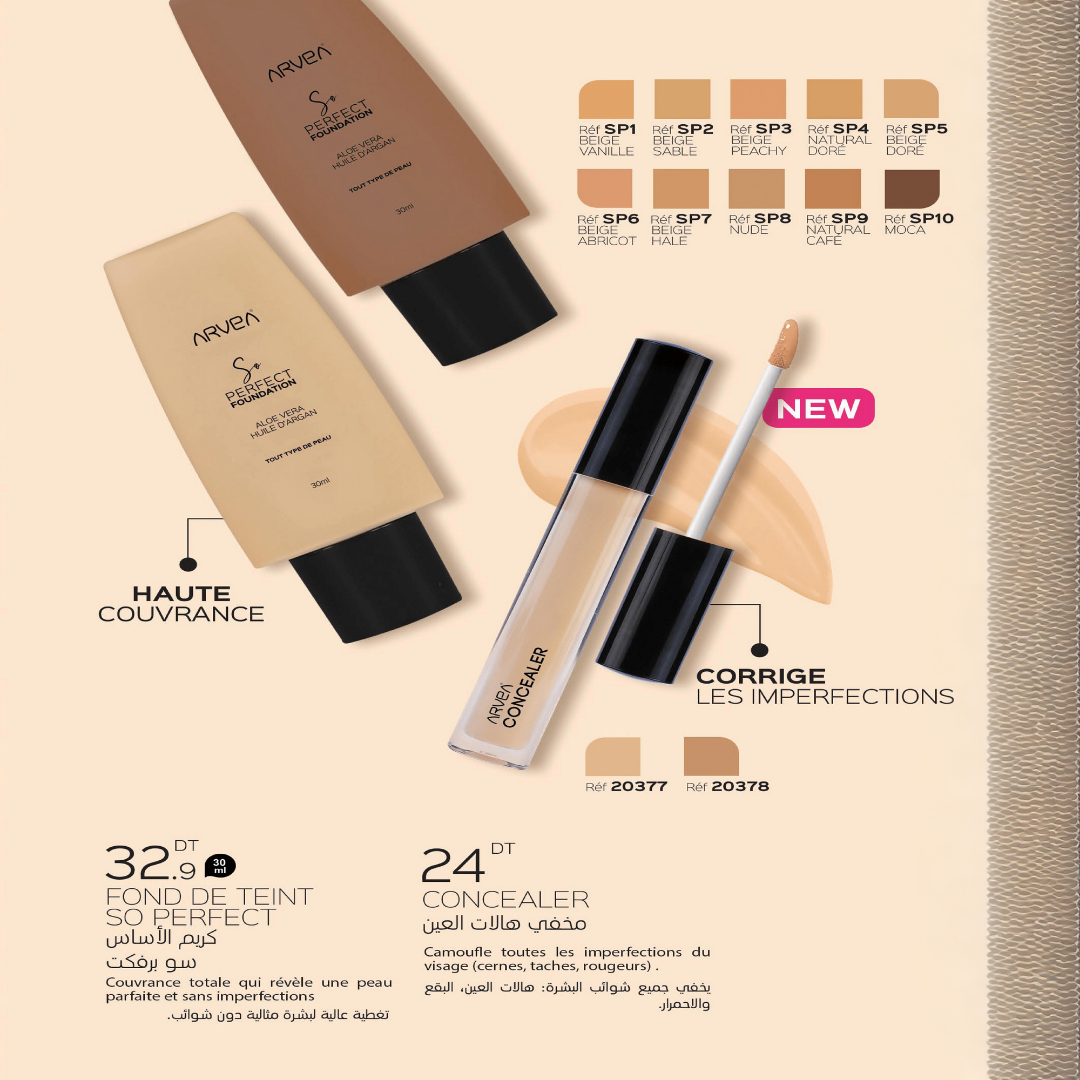 ARVEA
So
PERFECT
FOUNDATION
ALOE VERA
HUILE D'ARGAN
TOUT TYPE DE PEAU
30ml
Réf SP1
BEIGE
VANILLE
Réf SP2
BEIGE
SABLE
Réf SP3
BEIGE
PEACHY
Réf SP4
NATURAL
DORÉ
Réf SP5
BEIGE
DORÉ
Réf SP6
BEIGE
ABRICOT
Réf SP7
BEIGE
HALE
Réf SP8
NUDE
Réf SP9
NATURAL
CAFÉ
Réf SP10
MOCA
ARVEA
So
PERFECT
FOUNDATION
ALOE VERA
HUILE D'ARGAN
TOUT TYPE DE PEAU
30ml
NEW
HAUTE
COUVRANCE
ARVEA
CONCEALER
CORRIGE
LES IMPERFECTIONS
Réf 20377
Réf 20378
32.9 DT
30
ml
FOND DE TEINT
SO PERFECT
كريم الأساس
سو برفكت
Couvrance totale qui révèle une peau
parfaite et sans imperfections
تغطية عالية لبشرة مثالية دون شوائب.
24 DT
CONCEALER
مخفي هالات العين
Camoufle toutes les imperfections du
visage (cernes, taches, rougeurs) .
يخفي جميع شوائب البشرة: هالات العين، البقع
والاحمرار.